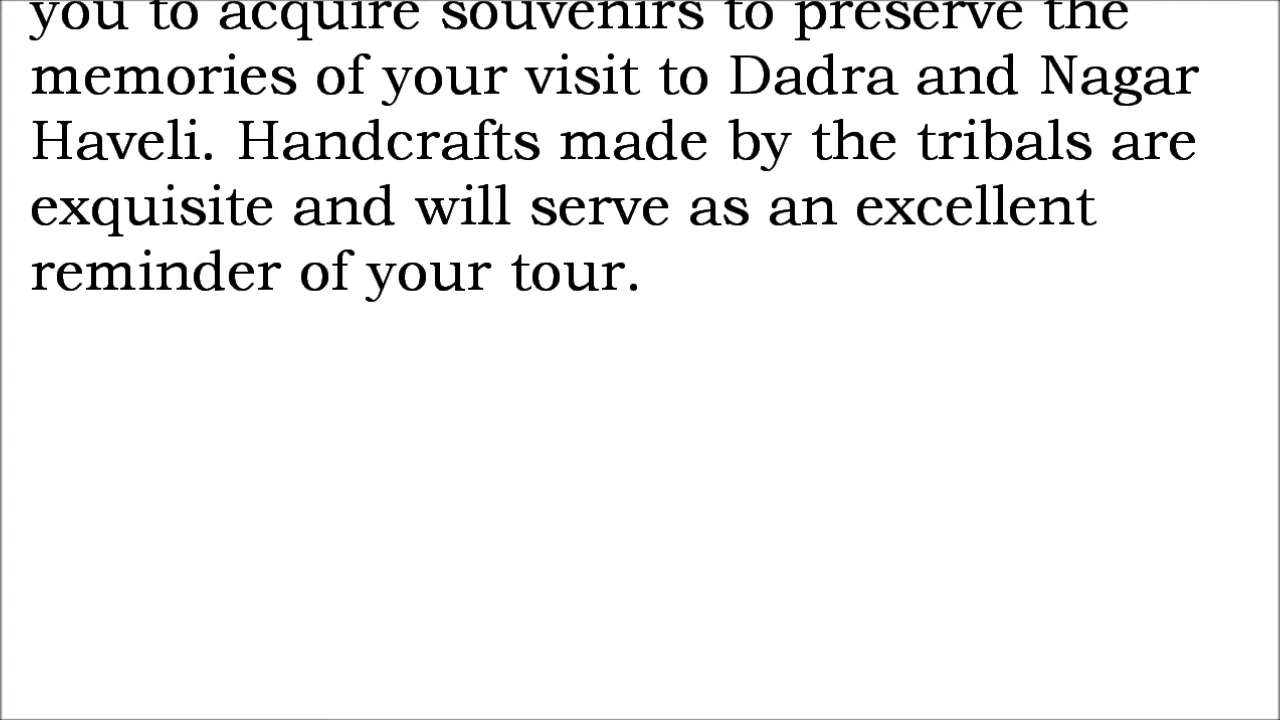 you to acquire souvenirs to preserve the
memories of your visit to Dadra and Nagar
Haveli. Handcrafts made by the tribals are
exquisite and will serve as an excellent
reminder of your tour.